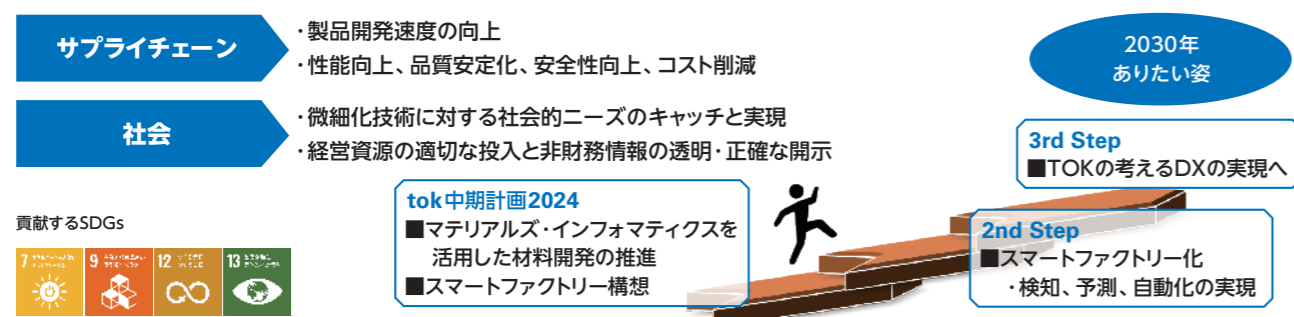 サプライチェーン
・製品開発速度の向上
・性能向上、品質安定化、安全性向上、コスト削減
社会
・微細化技術に対する社会的ニーズのキャッチと実現
・経営資源の適切な投入と非財務情報の透明・正確な開示
2030年
ありたい姿
3rd Step
■TOKの考えるDXの実現へ
tok中期計画2024
■マテリアルズ・インフォマティクスを
活用した材料開発の推進
■スマートファクトリー構想
2nd Step
■スマートファクトリー化
・検知、予測、自動化の実現
貢献するSDGs
7
9
12
13